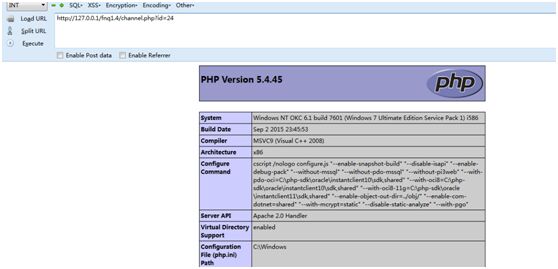 INT SQL- XSS- Encryption- Encoding- Other-
Load URL http://127.0.0.1/finq1.4/channel.php?id=24
Split URL
Execute
Enable Post data Enable Referrer
PHP Version 5.4.45
php
System Windows NT OKC 6.1 build 7601 (Windows 7 Ultimate Edition Service Pack 1) i586
Build Date Sep 2 2015 23:45:53
Compiler MSVC9 (Visual C++ 2008)
Architecture x86
Configure Command cscript /nologo configure.js "--enable-snapshot-build" "--disable-isapi" "--enable-
debug-pack" "--without-mssql" "--without-pdo-mssql" "--without-pi3web" "--with-
pdo-oci=C:\php-sdk\oracle\instantclient10\sdk,shared" "--with-oci8=C:\php-
sdk\oracle\instantclient10\sdk,shared" "--with-oci8-11g=C:\php-sdk\oracle
\instantclient11\sdk,shared" "--enable-object-out-dir=../obj/" "--enable-com-
dotnet=shared" "--with-mcrypt=static" "--disable-static-analyze" "--with-pgo"
Server API Apache 2.0 Handler
Virtual Directory Support enabled
Configuration File (php.ini) Path C:\Windows